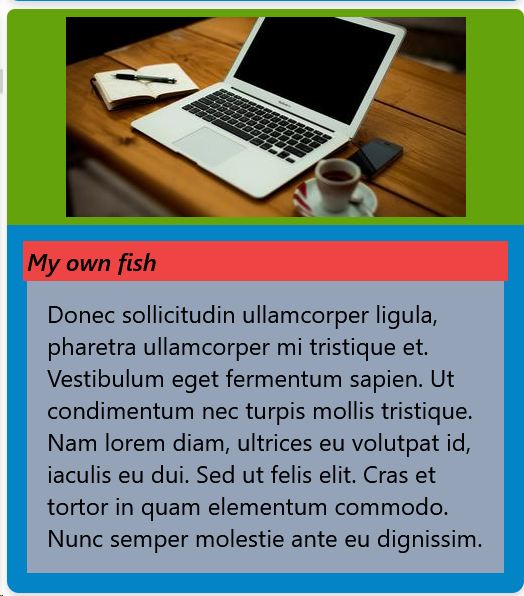 My own fish
Donec sollicitudin ullamcorper ligula,
pharetra ullamcorper mi tristique et.
Vestibulum eget fermentum sapien. Ut
condimentum nec turpis mollis tristique.
Nam lorem diam, ultrices eu volutpat id,
iaculis eu dui. Sed ut felis elit. Cras et
tortor in quam elementum commodo.
Nunc semper molestie ante eu dignissim.